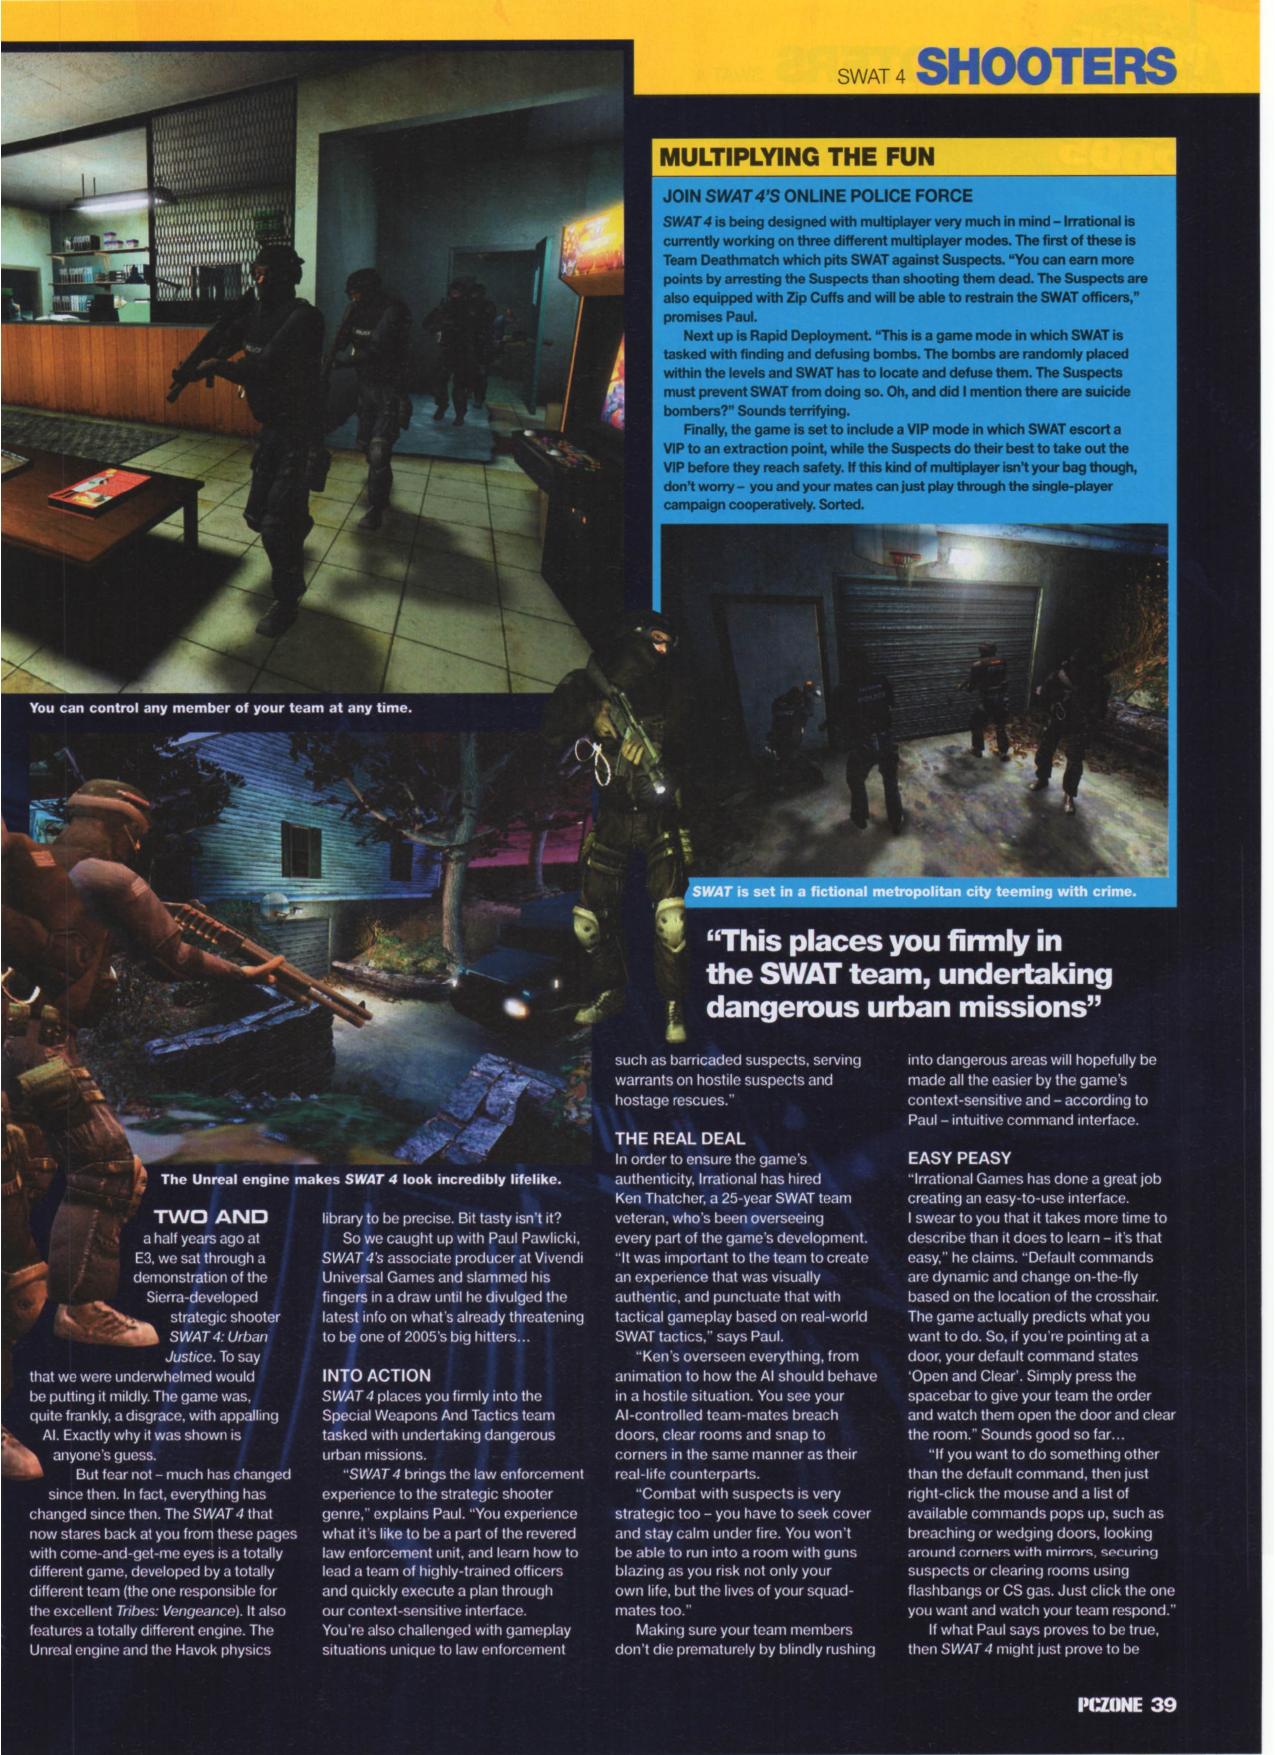 SWAT 4 SHOOTERS
MULTIPLYING THE FUN
JOIN SWAT 4'S ONLINE POLICE FORCE
SWAT 4 is being designed with multiplayer very much in mind – Irrational is
currently working on three different multiplayer modes. The first of these is
Team Deathmatch which pits SWAT against Suspects. “You can earn more
points by arresting the Suspects than shooting them dead. The Suspects are
also equipped with Zip Cuffs and will be able to restrain the SWAT officers,”
promises Paul.
Next up is Rapid Deployment. “This is a game mode in which SWAT is
tasked with finding and defusing bombs. The bombs are randomly placed
within the levels and SWAT has to locate and defuse them. The Suspects
must prevent SWAT from doing so. Oh, and did I mention there are suicide
bombers?” Sounds terrifying.
Finally, the game is set to include a VIP mode in which SWAT escort a
VIP to an extraction point, while the Suspects do their best to take out the
VIP before they reach safety. If this kind of multiplayer isn't your bag though,
don't worry – you and your mates can just play through the single-player
campaign cooperatively. Sorted.
You can control any member of your team at any time.
SWAT is set in a fictional metropolitan city teeming with crime.
“This places you firmly in
the SWAT team, undertaking
dangerous urban missions”
The Unreal engine makes SWAT 4 look incredibly lifelike.
TWO AND
a half years ago at
E3, we sat through a
demonstration of the
Sierra-developed
strategic shooter
SWAT 4: Urban
Justice. To say
that we were underwhelmed would
be putting it mildly. The game was,
quite frankly, a disgrace, with appalling
AI. Exactly why it was shown is
anyone's guess.
But fear not – much has changed
since then. In fact, everything has
changed since then. The SWAT 4 that
now stares back at you from these pages
with come-and-get-me eyes is a totally
different game, developed by a totally
different team (the one responsible for
the excellent Tribes: Vengeance). It also
features a totally different engine. The
Unreal engine and the Havok physics
library to be precise. Bit tasty isn't it?
So we caught up with Paul Pawlicki,
SWAT 4's associate producer at Vivendi
Universal Games and slammed his
fingers in a draw until he divulged the
latest info on what's already threatening
to be one of 2005's big hitters...
INTO ACTION
SWAT 4 places you firmly into the
Special Weapons And Tactics team
tasked with undertaking dangerous
urban missions.
“SWAT 4 brings the law enforcement
experience to the strategic shooter
genre,” explains Paul. “You experience
what it's like to be a part of the revered
law enforcement unit, and learn how to
lead a team of highly-trained officers
and quickly execute a plan through
our context-sensitive interface.
You're also challenged with gameplay
situations unique to law enforcement
such as barricaded suspects, serving
warrants on hostile suspects and
hostage rescues.”
THE REAL DEAL
In order to ensure the game's
authenticity, Irrational has hired
Ken Thatcher, a 25-year SWAT team
veteran, who's been overseeing
every part of the game's development.
“It was important to the team to create
an experience that was visually
authentic, and punctuate that with
tactical gameplay based on real-world
SWAT tactics,” says Paul.
“Ken's overseen everything, from
animation to how the AI should behave
in a hostile situation. You see your
AI-controlled team-mates breach
doors, clear rooms and snap to
corners in the same manner as their
real-life counterparts.
“Combat with suspects is very
strategic too – you have to seek cover
and stay calm under fire. You won't
be able to run into a room with guns
blazing as you risk not only your
own life, but the lives of your squad-
mates too.”
Making sure your team members
don't die prematurely by blindly rushing
into dangerous areas will hopefully be
made all the easier by the game's
context-sensitive and – according to
Paul – intuitive command interface.
EASY PEASY
“Irrational Games has done a great job
creating an easy-to-use interface.
I swear to you that it takes more time to
describe than it does to learn – it's that
easy,” he claims. “Default commands
are dynamic and change on-the-fly
based on the location of the crosshair.
The game actually predicts what you
want to do. So, if you're pointing at a
door, your default command states
‘Open and Clear’. Simply press the
spacebar to give your team the order
and watch them open the door and clear
the room.” Sounds good so far...
“If you want to do something other
than the default command, then just
right-click the mouse and a list of
available commands pops up, such as
breaching or wedging doors, looking
around corners with mirrors, securing
suspects or clearing rooms using
flashbangs or CS gas. Just click the one
you want and watch your team respond.”
If what Paul says proves to be true,
then SWAT 4 might just prove to be
PCZONE 39